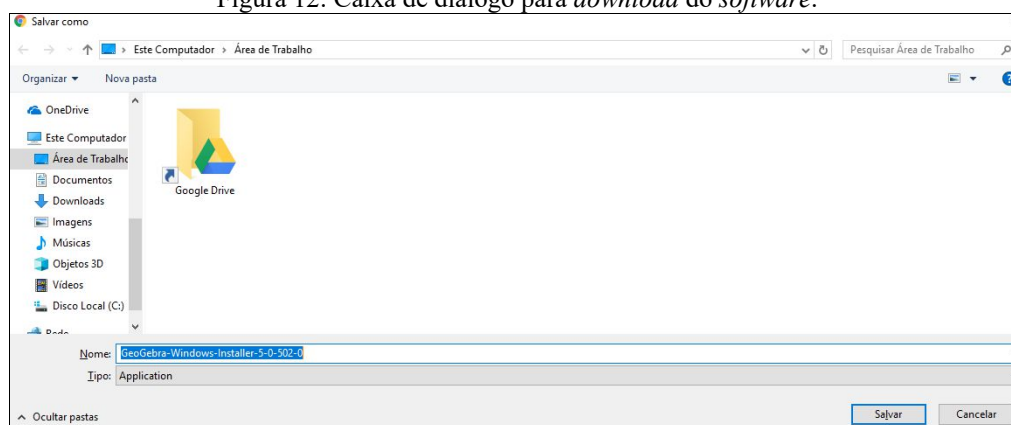 Figura 12: Caixa de diálogo para download do software.
Salvar como
Este Computador › Área de Trabalho
Pesquisar Área de Trabalho
Organizar Nova pasta
OneDrive
Este Computador
Área de Trabalho
Documentos
Downloads
Imagens
Músicas
Objetos 3D
Vídeos
Disco Local (C:)
Rede
Google Drive
Nome: GeoGebra-Windows-Installer-5-0-502-0
Tipo: Application
Ocultar pastas
Salvar Cancelar